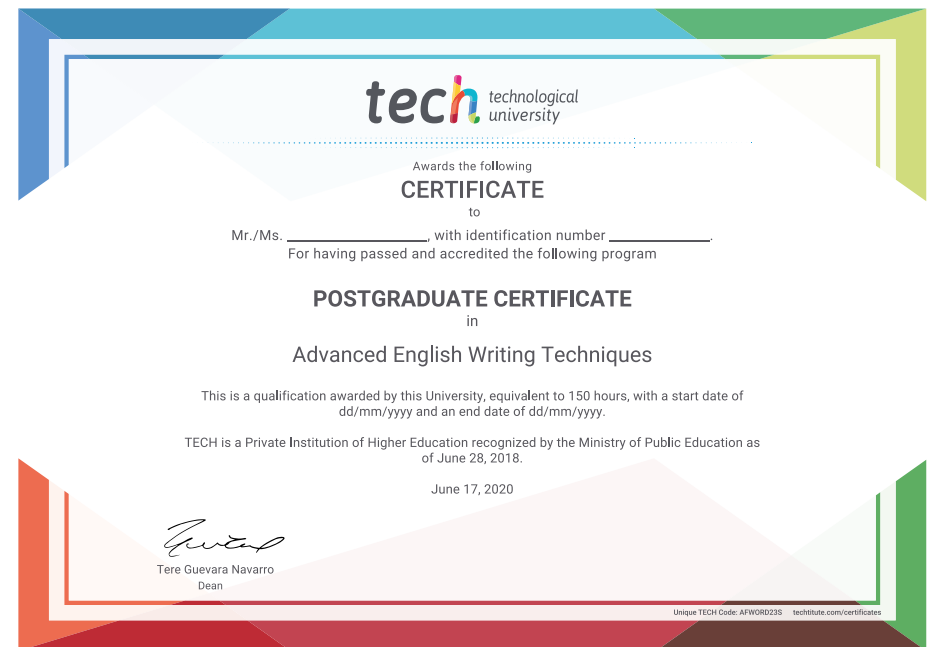 tech technological
university
Awards the following
CERTIFICATE
to
Mr./Ms. _________________, with identification number ____________.
For having passed and accredited the following program
POSTGRADUATE CERTIFICATE
in
Advanced English Writing Techniques
This is a qualification awarded by this University, equivalent to 150 hours, with a start date of
dd/mm/yyyy and an end date of dd/mm/yyyy.
TECH is a Private Institution of Higher Education recognized by the Ministry of Public Education as
of June 28, 2018.
June 17, 2020
Tere Guevara Navarro
Dean
Unique TECH Code: AFWORD23S techtitute.com/certificates